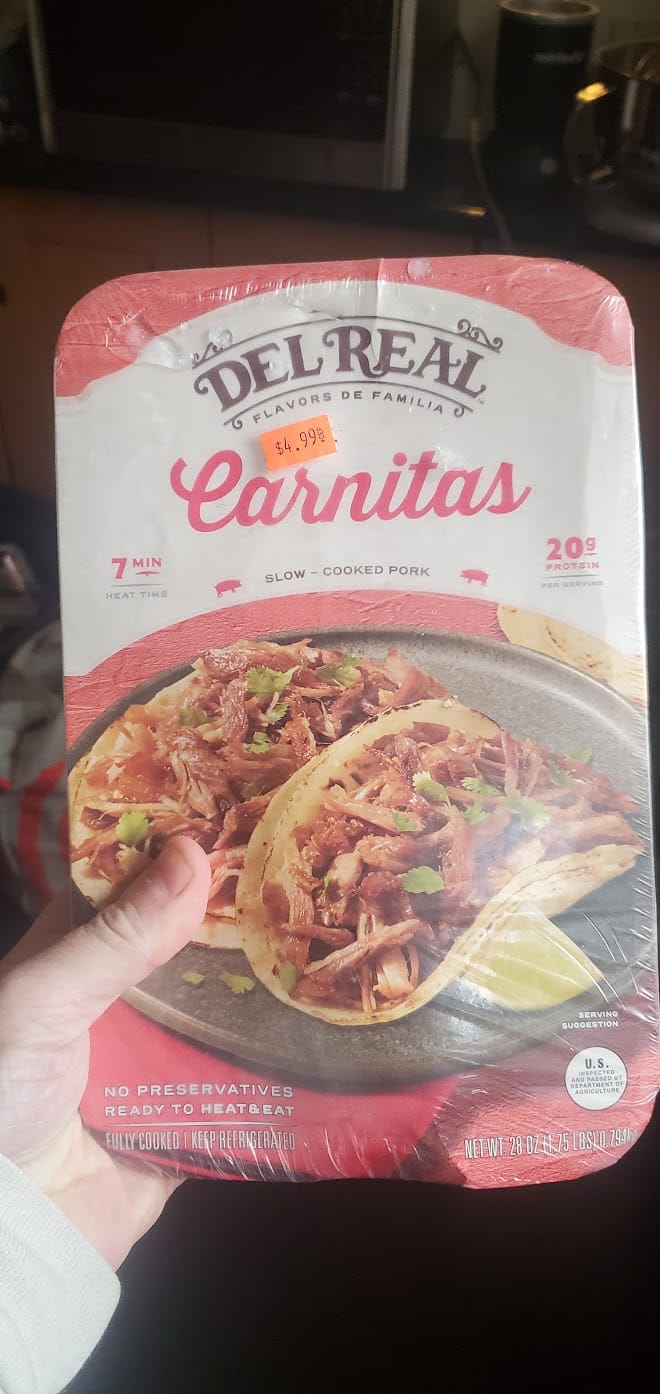 DEL REAL
FLAVORS DE FAMILIA
$4.99
Carnitas
7 MIN
HEAT TIME
SLOW – COOKED PORK
20g
PROTEIN
PER SERVING
SERVING
SUGGESTION
U.S.
INSPECTED
AND PASSED BY
DEPARTMENT OF
AGRICULTURE
NO PRESERVATIVES
READY TO HEAT&EAT
FULLY COOKED | KEEP REFRIGERATED
NET WT. 28 OZ (1.75 LBS) 0.794